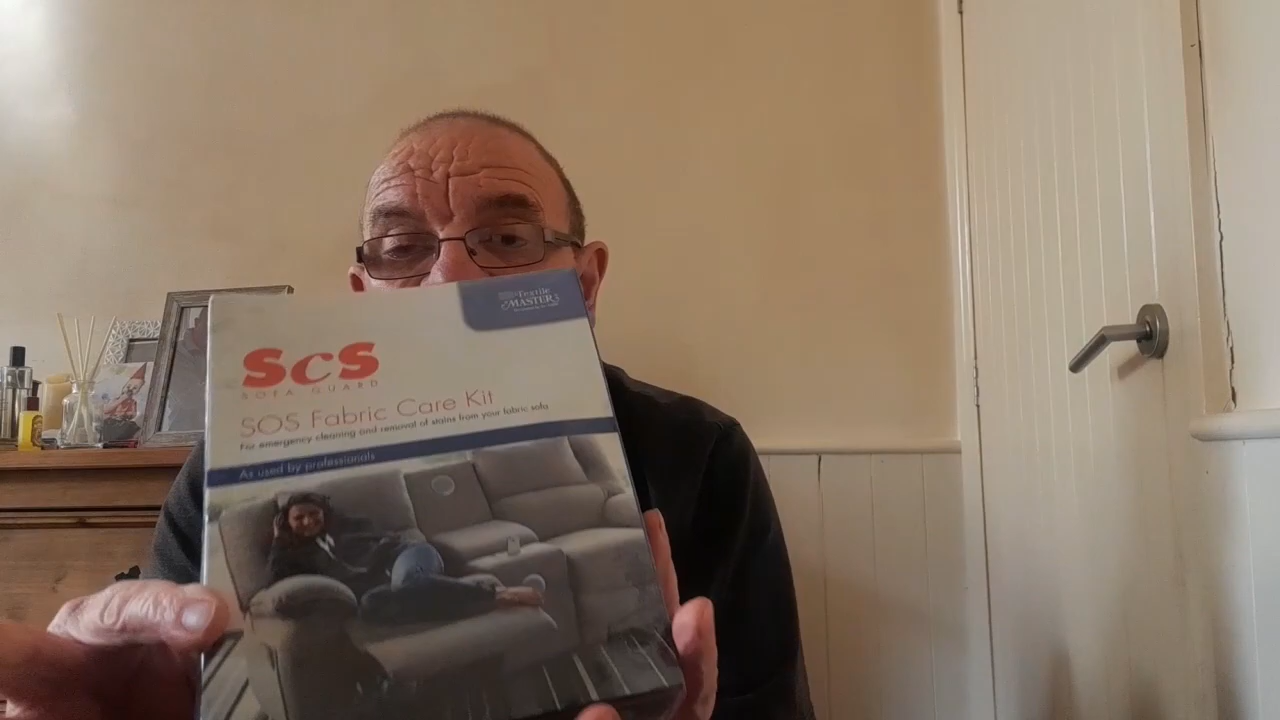 Textile
MASTER
ScS
SOFA GUARD
SOS Fabric Care Kit
For emergency cleaning and removal of stains from your fabric sofa
As used by professionals